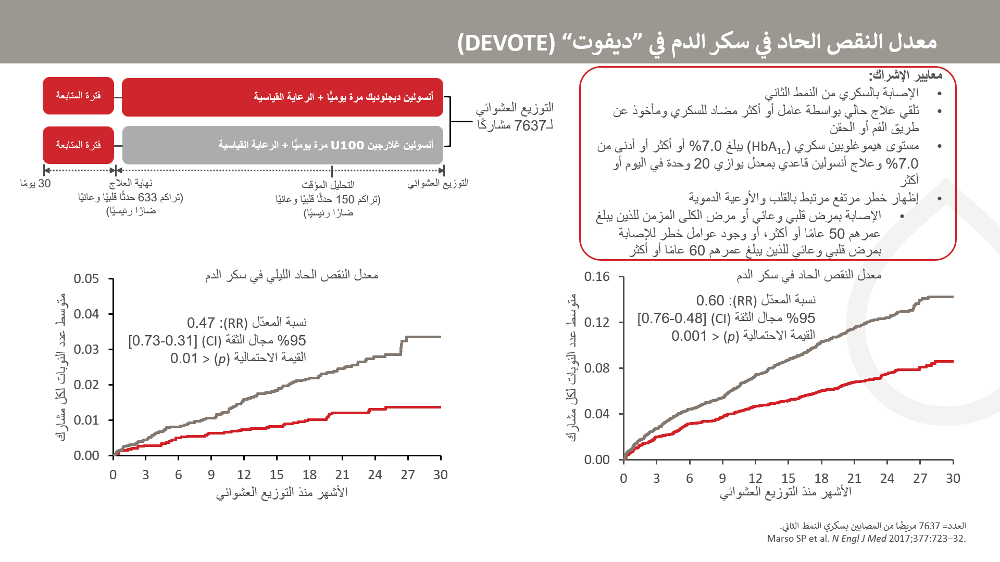 معدل النقص الحاد في سكر الدم في ”ديفوت“ (DEVOTE)
معايير الإشراك:
• الإصابة بالسكري من النمط الثاني
• تلقي علاج حالي بواسطة عامل أو أكثر مضاد للسكري ومأخوذ عن
طريق الفم أو الحقن
• مستوى هيموغلوبين سكري (HbA1c) يبلغ 7.0% أو أكثر أو أدنى من
7.0% وعلاج أنسولين قاعدي بمعدل يوازي 20 وحدة في اليوم أو
أكثر
• إظهار خطر مرتفع مرتبط بالقلب والأوعية الدموية
• الإصابة بمرض قلبي وعائي أو مرض الكلى المزمن للذين يبلغ
عمرهم 50 عامًا أو أكثر، أو وجود عوامل خطر للإصابة
بمرض قلبي وعائي للذين يبلغ عمرهم 60 عامًا أو أكثر
التوزيع العشوائي
لـ7637 مشاركًا
أنسولين ديجلوديك مرة يوميًّا + الرعاية القياسية
فترة المتابعة
أنسولين غلارجين U100 مرة يوميًّا + الرعاية القياسية
فترة المتابعة
التوزيع العشوائي
التحليل المؤقت
(تراكم 150 حدثًا قلبيًا وعائيًا
ضارًا رئيسيًا)
نهاية العلاج
(تراكم 633 حدثًا قلبيًا وعائيًا
ضارًا رئيسيًا)
30 يومًا
معدل النقص الحاد في سكر الدم
نسبة المعدّل (RR): 0.60
95% مجال الثقة (CI) [0.76-0.48]
القيمة الاحتمالية (p) < 0.001
متوسط عدد النوبات لكل مشارك
0.16
0.12
0.08
0.04
0.00
0 3 6 9 12 15 18 21 24 27 30
الأشهر منذ التوزيع العشوائي
معدل النقص الحاد الليلي في سكر الدم
نسبة المعدّل (RR): 0.47
95% مجال الثقة (CI) [0.73-0.31]
القيمة الاحتمالية (p) < 0.01
متوسط عدد النوبات لكل مشارك
0.05
0.04
0.03
0.02
0.01
0.00
0 3 6 9 12 15 18 21 24 27 30
الأشهر منذ التوزيع العشوائي
العدد= 7637 مريضًا من المصابين بسكري النمط الثاني.
Marso SP et al. N Engl J Med 2017;377:723–32.